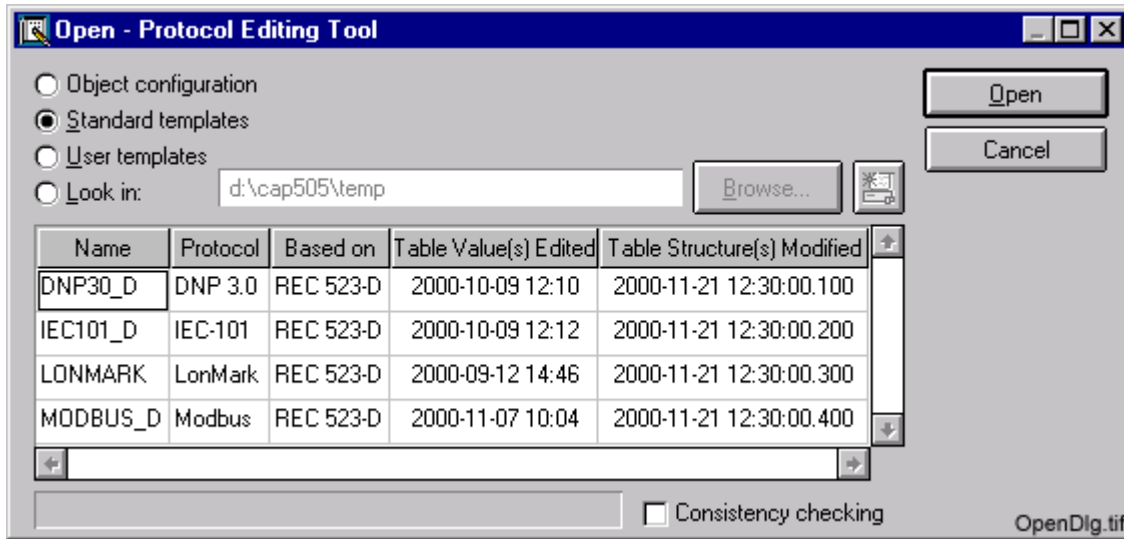 Open - Protocol Editing Tool
Object configuration
Open
Standard templates
User templates
Cancel
Look in: d:\cap505\temp Browse...
Name Protocol Based on Table Value(s) Edited Table Structure(s) Modified
DNP30_D DNP 3.0 REC 523-D 2000-10-09 12:10 2000-11-21 12:30:00.100
IEC101_D IEC-101 REC 523-D 2000-10-09 12:12 2000-11-21 12:30:00.200
LONMARK LonMark REC 523-D 2000-09-12 14:46 2000-11-21 12:30:00.300
MODBUS_D Modbus REC 523-D 2000-11-07 10:04 2000-11-21 12:30:00.400
Consistency checking
OpenDlg.tif